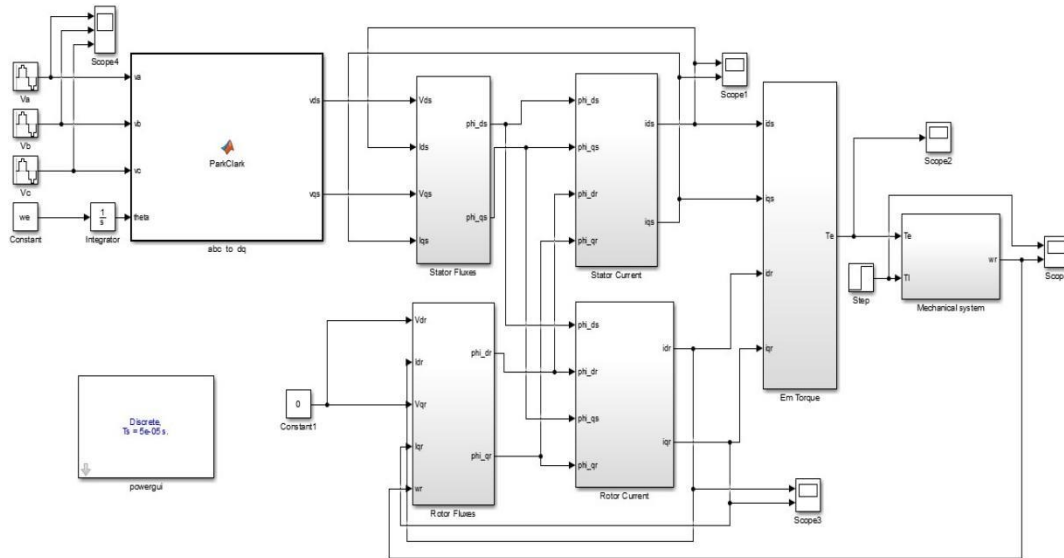 Scope4
Va
Vb
Vc
we
Constant
1
s
Integrator
va
vb
vc
theta
ParkClark
vds
vqs
abc to dq
Vds
Ids
Vqs
Iqs
phi_ds
phi_qs
Stator Fluxes
phi_ds
phi_qs
phi_dr
phi_qr
ids
iqs
Stator Current
Scope1
ids
iqs
idr
iqr
Te
Em Torque
Scope2
Step
Te
Tl
wr
Mechanical system
Scope
0
Constant1
Vdr
Idr
Vqr
Iqr
wr
phi_dr
phi_qr
Rotor Fluxes
phi_ds
phi_dr
phi_qs
phi_qr
idr
iqr
Rotor Current
Scope3
Discrete,
Ts = 5e-05 s.
powergui